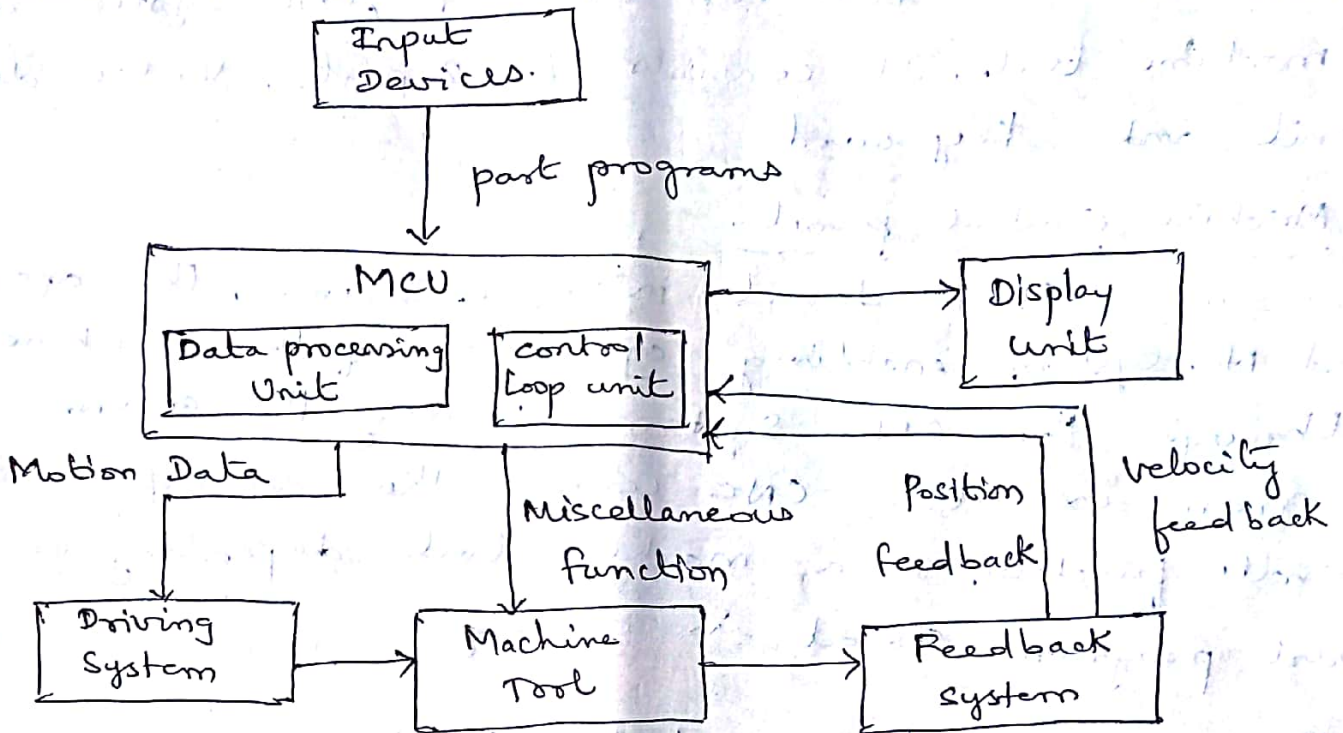 Input
Devices.
part programs
MCU.
Data processing
Unit
control
Loop unit
Display
unit
Motion Data
Miscellaneous
function
Position
feedback
velocity
feedback
Driving
System
Machine
Tool
Feedback
system